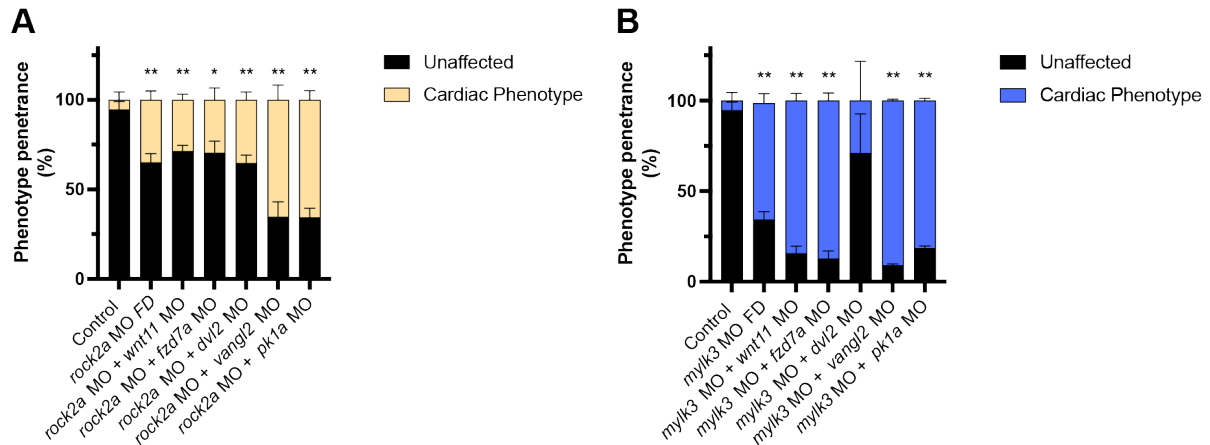 A
Phenotype penetrance
(%)
100
50
0
** ** * ** ** **
Unaffected
Cardiac Phenotype
Control
rock2a MO FD
rock2a MO + wnt11 MO
rock2a MO + fzd7a MO
rock2a MO + dvl2 MO
rock2a MO + vangl2 MO
rock2a MO + pk1a MO
B
Phenotype penetrance
(%)
100
50
0
** ** ** ** **
Unaffected
Cardiac Phenotype
Control
mylk3 MO FD
mylk3 MO + wnt11 MO
mylk3 MO + fzd7a MO
mylk3 MO + dvl2 MO
mylk3 MO + vangl2 MO
mylk3 MO + pk1a MO